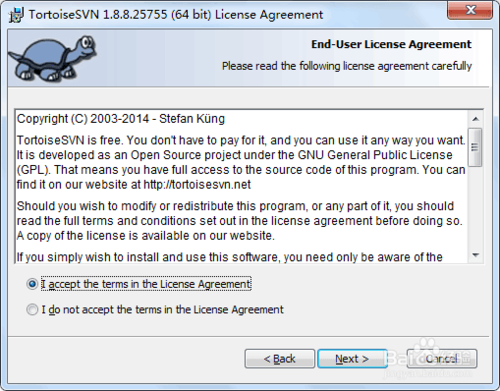 TortoiseSVN 1.8.8.25755 (64 bit) License Agreement
End-User License Agreement
Please read the following license agreement carefully
Copyright (C) 2003-2014 - Stefan Küng
TortoiseSVN is free. You don't have to pay for it, and you can use it any way you want.
It is developed as an Open Source project under the GNU General Public License
(GPL). That means you have full access to the source code of this program. You can
find it on our website at http://tortoisesvn.net
Should you wish to modify or redistribute this program, or any part of it, you should
read the full terms and conditions set out in the license agreement before doing so.
A copy of the license is available on our website.
If you simply wish to install and use this software, you need only be aware of the
I accept the terms in the License Agreement
I do not accept the terms in the License Agreement
< Back Next > Cancel